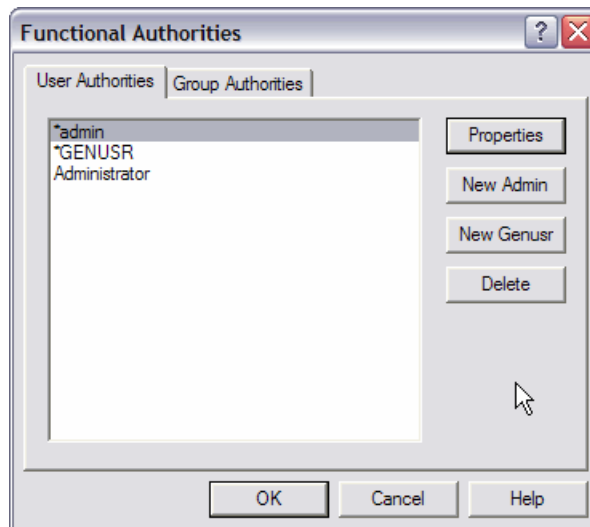 Functional Authorities
User Authorities
Group Authorities
*admin
*GENUSR
Administrator
Properties
New Admin
New Genusr
Delete
OK
Cancel
Help